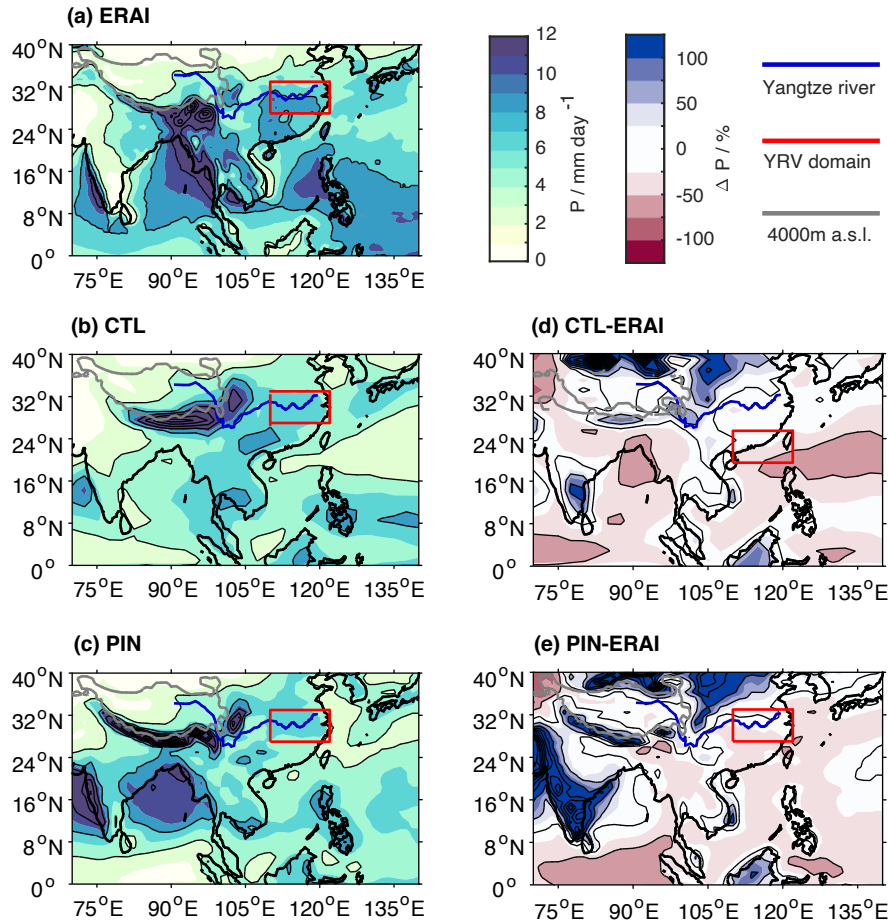 (a) ERAI
40°N
32°N
24°N
16°N
8°N
0°
75°E 90°E 105°E 120°E 135°E
12
10
8
6
4
2
0
P / mm day -1
100
50
0
-50
-100
Δ P / %
Yangtze river
YRV domain
4000m a.s.l.
(b) CTL
40°N
32°N
24°N
16°N
8°N
0°
75°E 90°E 105°E 120°E 135°E
(d) CTL-ERAI
40°N
32°N
24°N
16°N
8°N
0°
75°E 90°E 105°E 120°E 135°E
(c) PIN
40°N
32°N
24°N
16°N
8°N
0°
75°E 90°E 105°E 120°E 135°E
(e) PIN-ERAI
40°N
32°N
24°N
16°N
8°N
0°
75°E 90°E 105°E 120°E 135°E